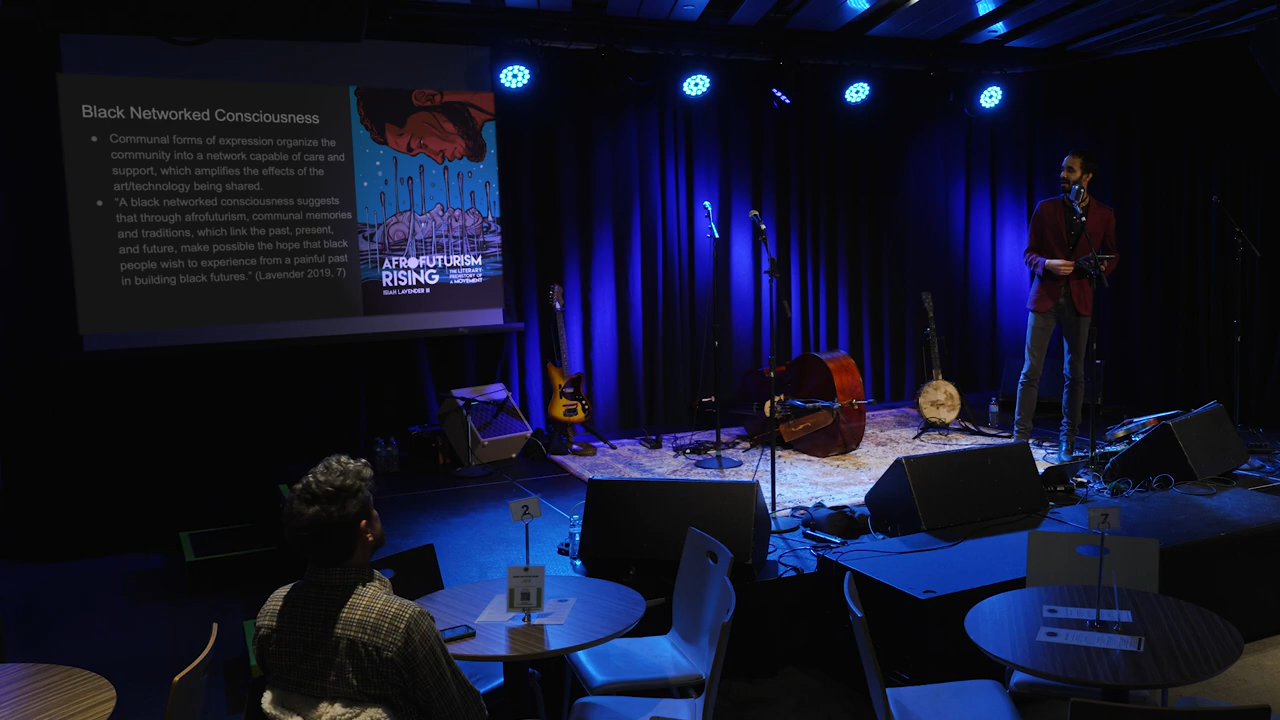 Black Networked Consciousness
● Communal forms of expression organize the
community into a network capable of care and
support, which amplifies the effects of the
art/technology being shared.
● “A black networked consciousness suggests
that through afrofuturism, communal memories
and traditions, which link the past, present,
and future, make possible the hope that black
people wish to experience from a painful past
in building black futures.” (Lavender 2019, 7)
AFROFUTURISM
RISING
THE LITERARY
PREHISTORY OF
A MOVEMENT
ISIAH LAVENDER III
2
7